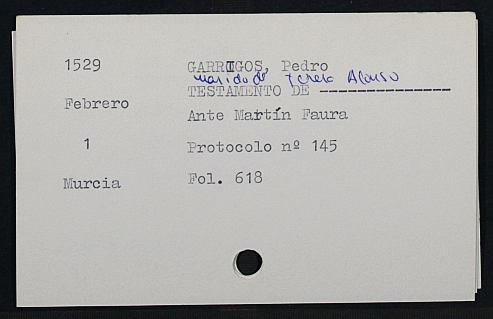 1529
Febrero
1
Murcia
GARRIGOS, Pedro
marido de Teresa Alonso
TESTAMENTO DE ---------------
Ante Martín Faura
Protocolo nº 145
Fol. 618